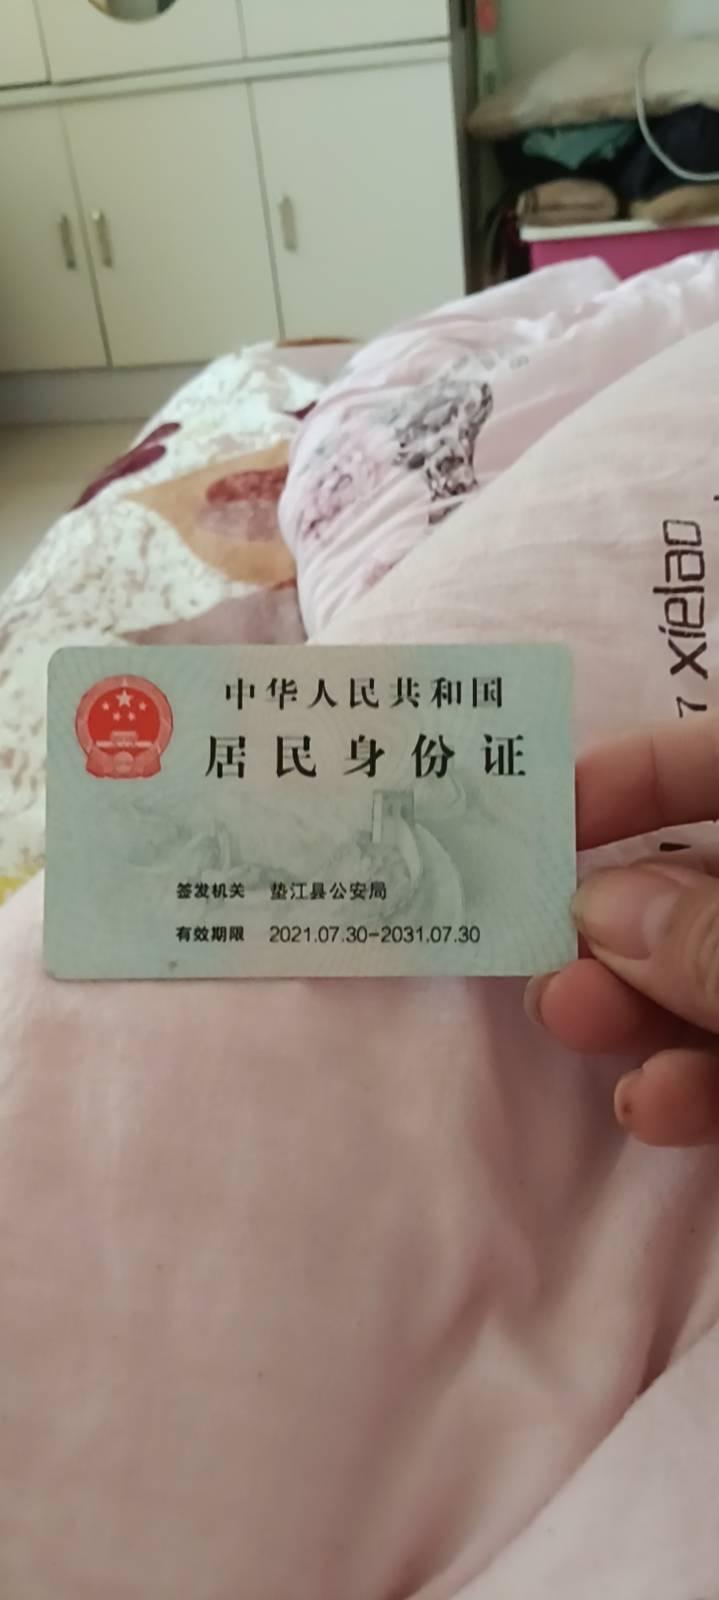 中华人民共和国
居民身份证
签发机关 垫江县公安局
有效期限 2021.07.30-2031.07.30
xielao